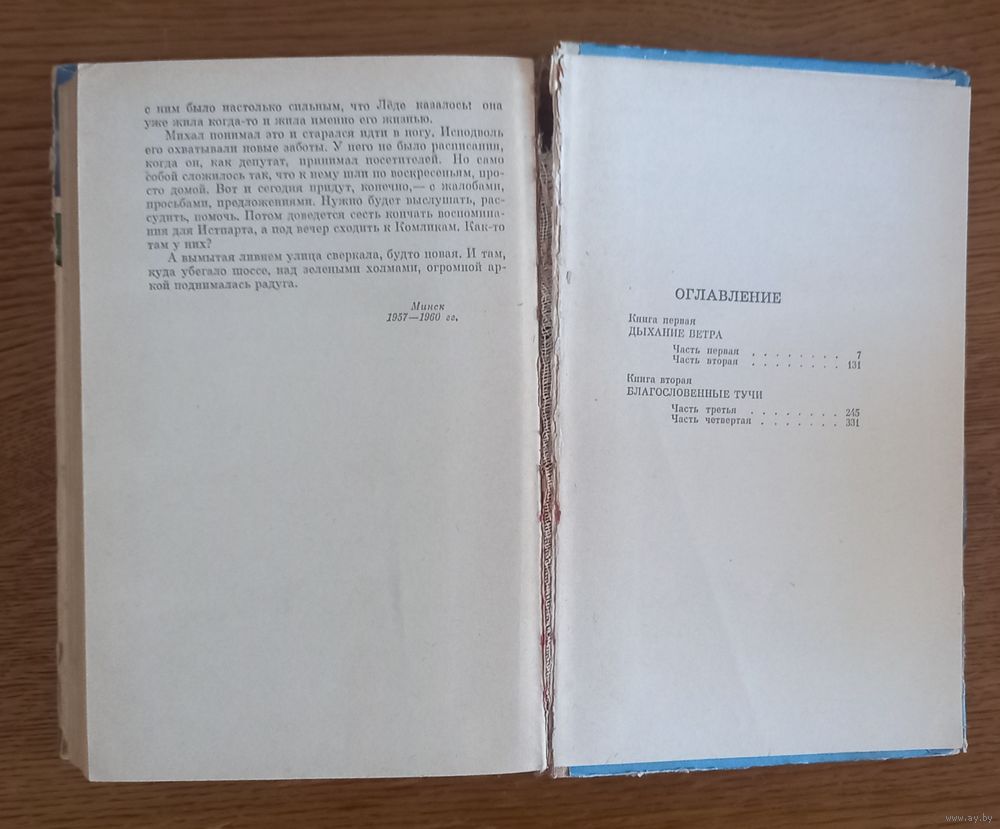 с ним было настолько сильным, что Лёде казалось: она
уже жила когда-то и жила именно его жизнью.
Михал понимал это и старался идти в ногу. Исподволь
его охватывали новые заботы. У него не было расписания,
когда он, как депутат, принимал посетителей. Но само
собой сложилось так, что к нему шли по воскресеньям, про-
сто домой. Вот и сегодня придут, конечно,— с жалобами,
просьбами, предложениями. Нужно будет выслушать, рас-
судить, помочь. Потом доведется сесть кончать воспомина-
ния для Истпарта, а под вечер сходить к Комликам. Как-то
там у них?
А вымытая ливнем улица сверкала, будто новая. И там,
куда убегало шоссе, над зелеными холмами, огромной ар-
кой поднималась радуга.
Минск
1957—1960 гг.
ОГЛАВЛЕНИЕ
Книга первая
ДЫХАНИЕ ВЕТРА
Часть первая . . . . . . . . 7
Часть вторая . . . . . . . . 131
Книга вторая
БЛАГОСЛОВЕННЫЕ ТУЧИ
Часть третья . . . . . . . . 245
Часть четвертая . . . . . . . 331
www.ay.by